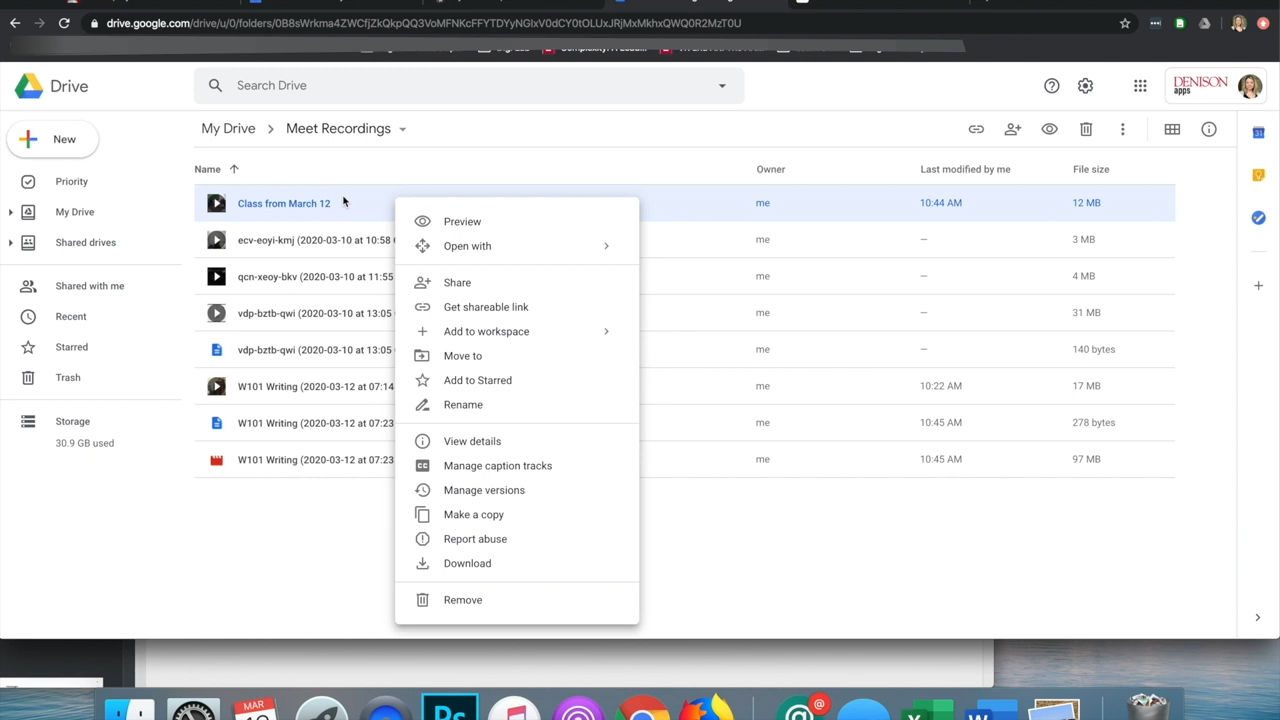 drive.google.com/drive/u/0/folders/0B8sWrkma4ZWCfjZkQkpQQ3VoMFNKcFFYTDYyNGIxV0dCY0tOLUxJRjMxMkhxQWQ0R2MzT0U
Drive
Search Drive
DENISON
apps
New
My Drive > Meet Recordings
Name
Owner
Last modified by me
File size
Priority
My Drive
Shared drives
Shared with me
Recent
Starred
Trash
Storage
30.9 GB used
Class from March 12
me
10:44 AM
12 MB
ecv-eoyi-kmj (2020-03-10 at 10:58
me
—
3 MB
qcn-xeoy-bkv (2020-03-10 at 11:55
me
—
4 MB
vdp-bztb-qwi (2020-03-10 at 13:05
me
—
31 MB
vdp-bztb-qwi (2020-03-10 at 13:05
me
—
140 bytes
W101 Writing (2020-03-12 at 07:14
me
10:22 AM
17 MB
W101 Writing (2020-03-12 at 07:23
me
10:45 AM
278 bytes
W101 Writing (2020-03-12 at 07:23
me
10:45 AM
97 MB
Preview
Open with
Share
Get shareable link
Add to workspace
Move to
Add to Starred
Rename
View details
CC Manage caption tracks
Manage versions
Make a copy
Report abuse
Download
Remove
31
MAR
Ps
@
@
X
W